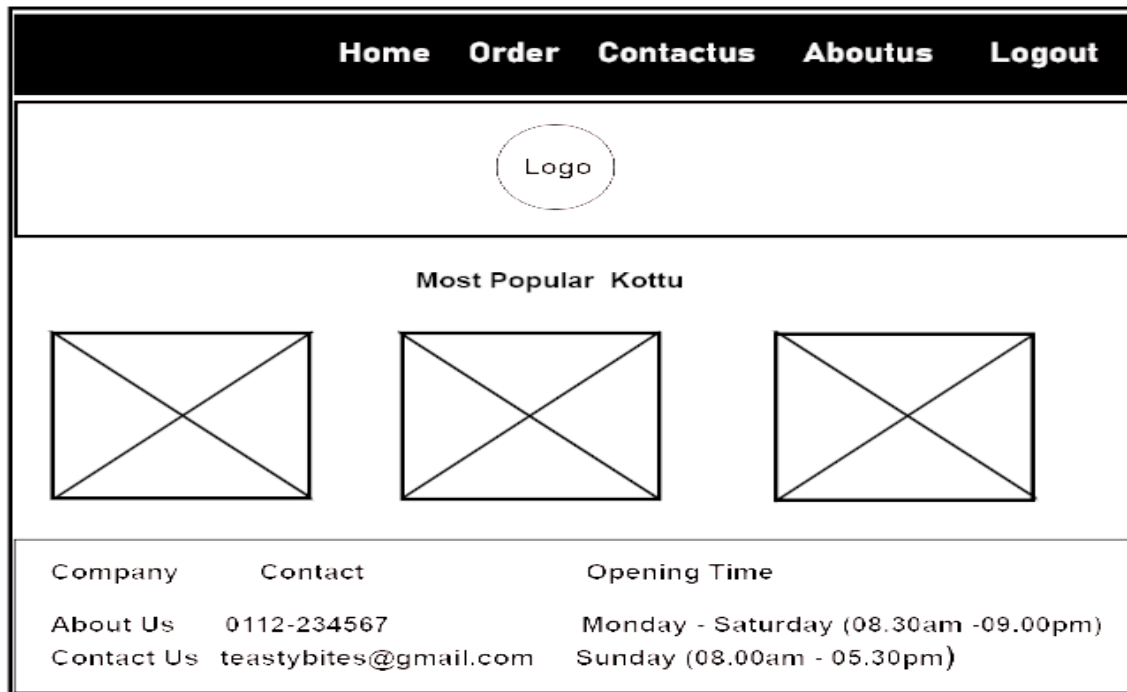 Home Order Contactus Aboutus Logout
Logo
Most Popular Kottu
Company Contact Opening Time
About Us 0112-234567 Monday - Saturday (08.30am -09.00pm)
Contact Us teastybites@gmail.com Sunday (08.00am - 05.30pm)